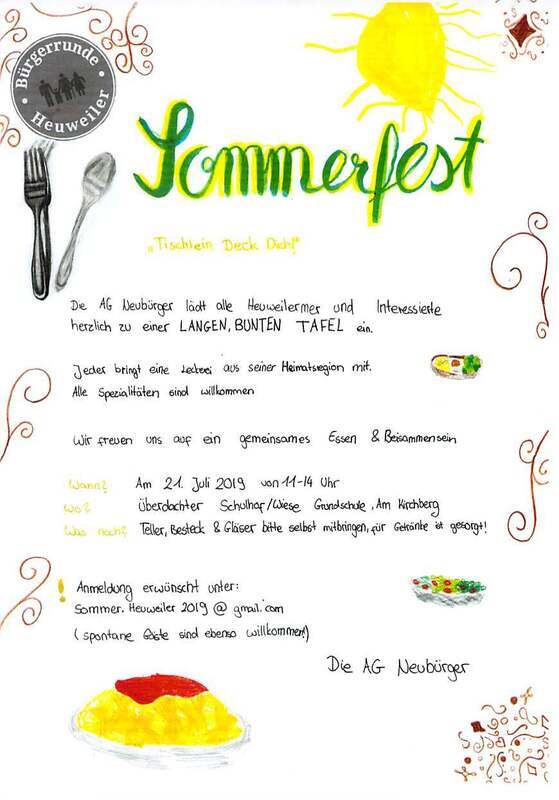 Bürgerrunde
Heuweiler
Sommerfest
„Tischlein Deck Dich!"
Die AG Neubürger lädt alle Heuweilermer und Interessierte
herzlich zu einer LANGEN, BUNTEN TAFEL ein.
Jedes bringt eine Leckerei aus seiner Heimatsregion mit.
Alle Spezialitäten sind willkommen
Wir freuen uns auf ein gemeinsames Essen & Beisammensein
Wann? Am 21. Juli 2019 von 11-14 Uhr
Wo? Überdachter Schulhof/Wiese Grundschule, Am Kirchberg
Was noch? Teller, Besteck & Gläser bitte selbst mitbringen, für Getränke ist gesorgt!
! Anmeldung erwünscht unter:
Sommer. Heuweiler 2019 @ gmail.com
(spontane Gäste sind ebenso willkommen!)
Die AG Neubürger